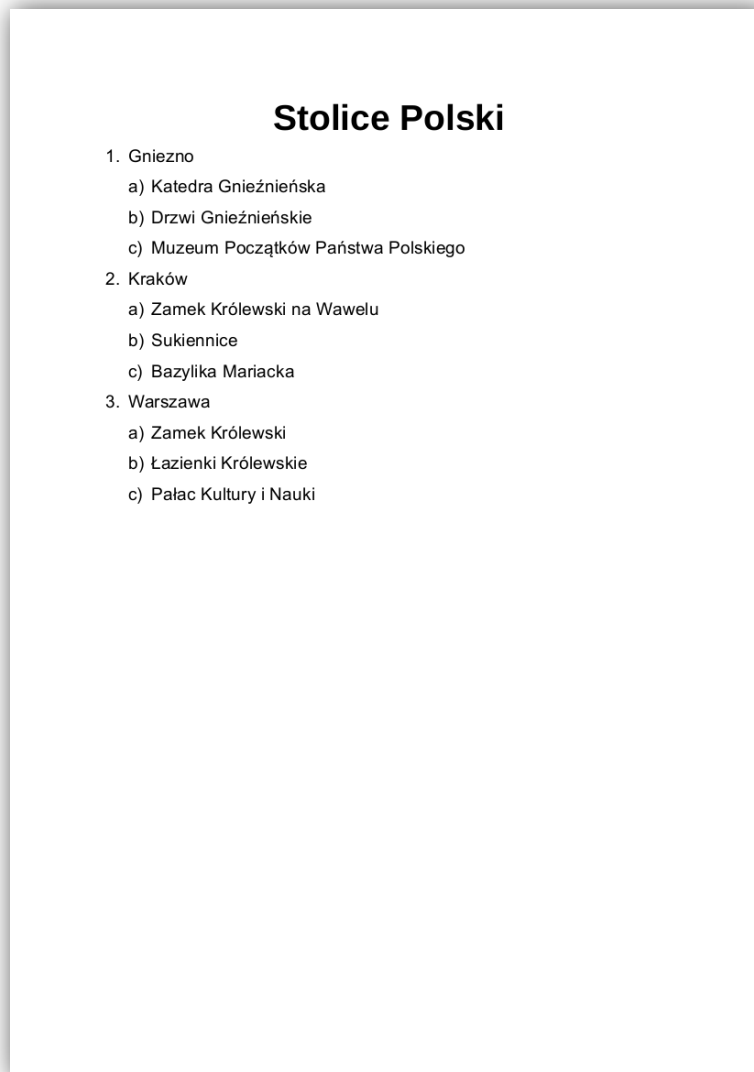 Stolice Polski
1. Gniezno
a) Katedra Gnieźnieńska
b) Drzwi Gnieźnieńskie
c) Muzeum Początków Państwa Polskiego
2. Kraków
a) Zamek Królewski na Wawelu
b) Sukiennice
c) Bazylika Mariacka
3. Warszawa
a) Zamek Królewski
b) Łazienki Królewskie
c) Pałac Kultury i Nauki